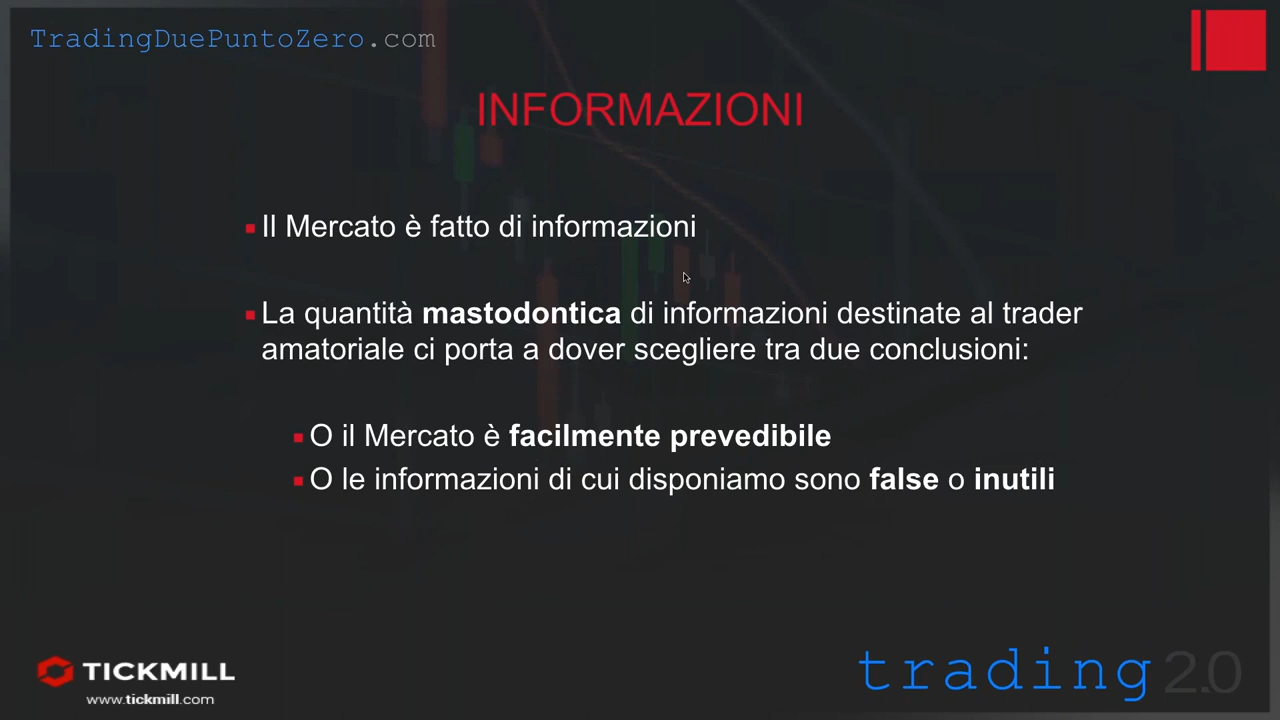 TradingDuePuntoZero.com
INFORMAZIONI
Il Mercato è fatto di informazioni
La quantità mastodontica di informazioni destinate al trader
amatoriale ci porta a dover scegliere tra due conclusioni:
O il Mercato è facilmente prevedibile
O le informazioni di cui disponiamo sono false o inutili
TICKMILL
www.tickmill.com
trading 2.0